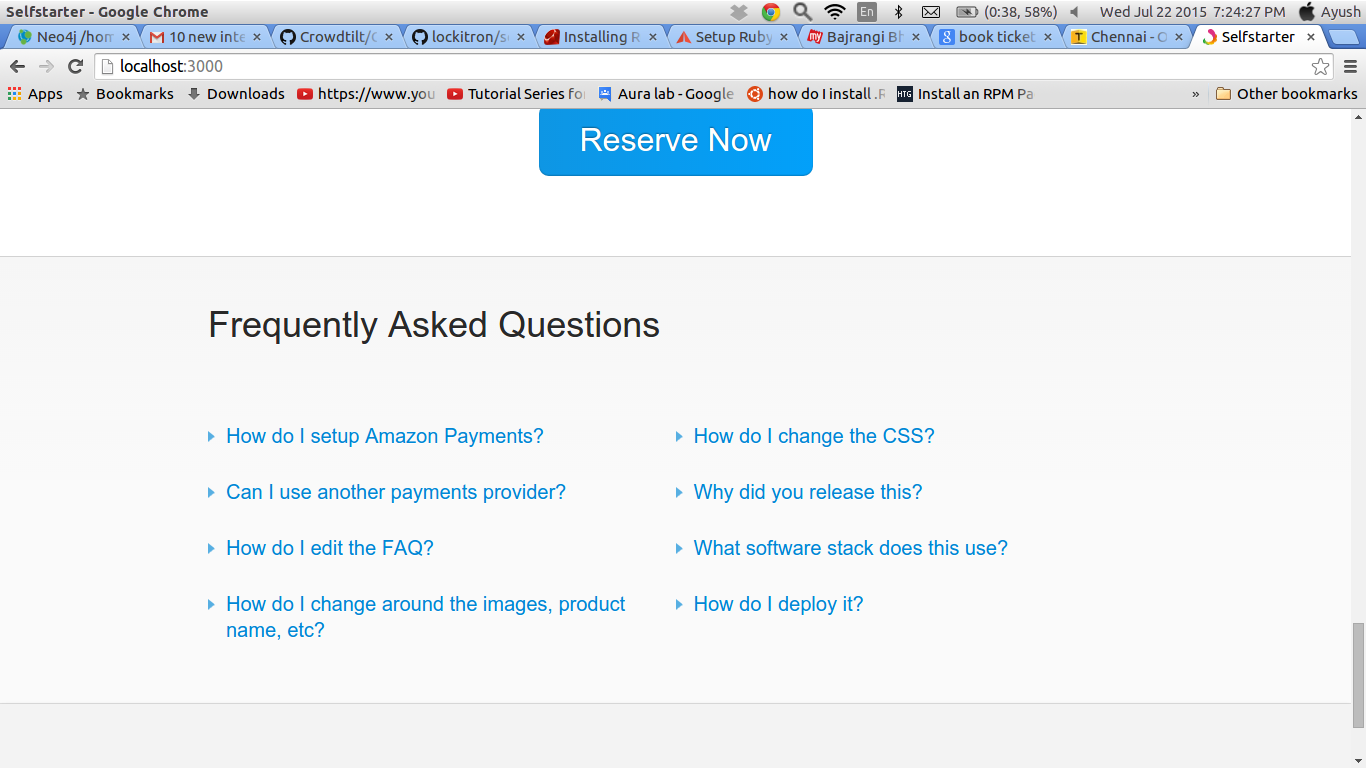 Selfstarter - Google Chrome
En
(0:38, 58%)
Wed Jul 22 2015 7:24:27 PM
Ayush
Neo4j /hom
10 new inte
Crowdtilt/
lockitron/s
Installing R
Setup Ruby
Bajrangi Bh
book ticket
Chennai - O
Selfstarter
localhost:3000
Apps
Bookmarks
Downloads
https://www.you
Tutorial Series fo
Aura lab - Google
how do I install .R
HTG
Install an RPM Pa
»
Other bookmarks
Reserve Now
Frequently Asked Questions
How do I setup Amazon Payments?
Can I use another payments provider?
How do I edit the FAQ?
How do I change around the images, product
name, etc?
How do I change the CSS?
Why did you release this?
What software stack does this use?
How do I deploy it?